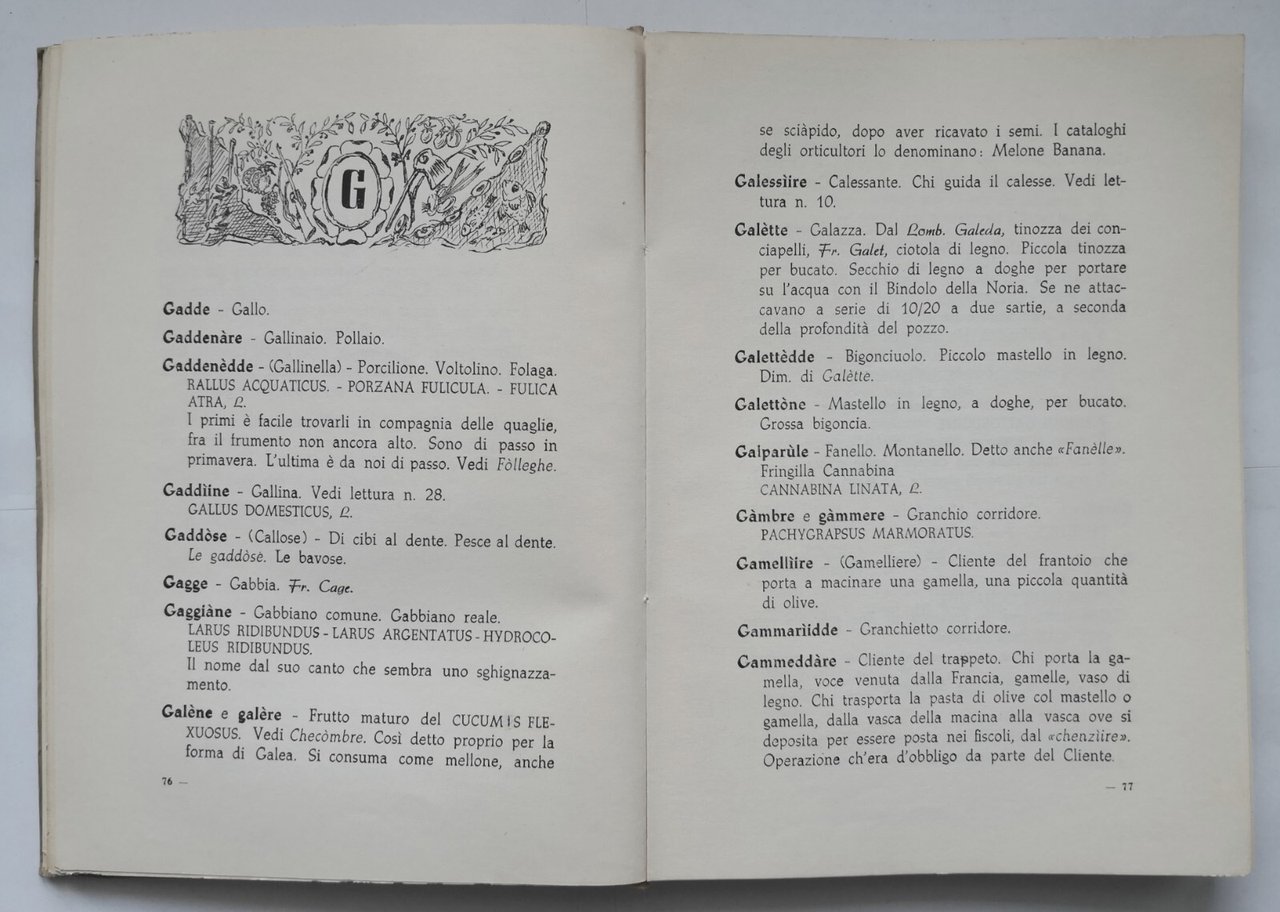 G
Gadde - Gallo.
Gaddenàre - Gallinaio. Pollaio.
Gaddenèdde - (Gallinella) - Porcilione. Voltolino. Folaga.
RALLUS ACQUATICUS. - PORZANA FULICULA. - FULICA
ATRA, L.
I primi è facile trovarli in compagnia delle quaglie,
fra il frumento non ancora alto. Sono di passo in
primavera. L'ultima è da noi di passo. Vedi Fòlleghe.
Gaddìine - Gallina. Vedi lettura n. 28.
GALLUS DOMESTICUS, L.
Gaddòse - (Callose) - Di cibi al dente. Pesce al dente.
Le gaddòsè. Le bavose.
Gagge - Gabbia. Fr. Cage.
Gaggiàne - Gabbiano comune. Gabbiano reale.
LARUS RIDIBUNDUS - LARUS ARGENTATUS - HYDROCO-
LEUS RIDIBUNDUS.
Il nome dal suo canto che sembra uno sghignazza-
mento.
Galène e galère - Frutto maturo del CUCUMIS FLE-
XUOSUS. Vedi Checòmbre. Così detto proprio per la
forma di Galea. Si consuma come mellone, anche
76 —
se sciàpido, dopo aver ricavato i semi. I cataloghi
degli orticultori lo denominano: Melone Banana.
Galessìire - Calessante. Chi guida il calesse. Vedi let-
tura n. 10.
Galètte - Galazza. Dal Lomb. Galeda, tinozza dei con-
ciapelli, Fr. Galet, ciotola di legno. Piccola tinozza
per bucato. Secchio di legno a doghe per portare
su l'acqua con il Bindolo della Noria. Se ne attac-
cavano a serie di 10/20 a due sartie, a seconda
della profondità del pozzo.
Galettèdde - Bigonciuolo. Piccolo mastello in legno.
Dim. di Galètte.
Galettòne - Mastello in legno, a doghe, per bucato.
Grossa bigoncia.
Galparùle - Fanello. Montanello. Detto anche «Fanèlle».
Fringilla Cannabina
CANNABINA LINATA, L.
Gàmbre e gàmmere - Granchio corridore.
PACHYGRAPSUS MARMORATUS.
Gamellìire - (Gamelliere) - Cliente del frantoio che
porta a macinare una gamella, una piccola quantità
di olive.
Gammarìidde - Granchietto corridore.
Gammeddàre - Cliente del trappeto. Chi porta la ga-
mella, voce venuta dalla Francia, gamelle, vaso di
legno. Chi trasporta la pasta di olive col mastello o
gamella, dalla vasca della macina alla vasca ove si
deposita per essere posta nei fiscoli, dal «chenzìire».
Operazione ch'era d'obbligo da parte del Cliente.
— 77